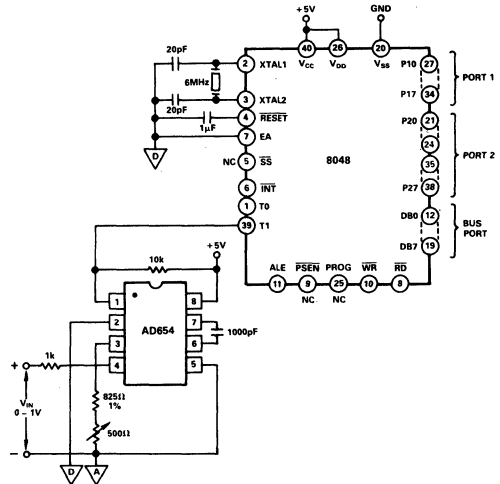 +5V
GND
20pF
40
26
20
VCC
VDD
VSS
2
XTAL1
P10
27
6MHz
PORT 1
3
XTAL2
P17
34
20pF
4
RESET
P20
21
1μF
7
EA
24
D
PORT 2
NC
5
SS
8048
35
6
INT
P27
38
1
T0
DB0
12
39
T1
BUS
PORT
+5V
DB7
19
10k
ALE
PSEN
PROG
WR
RD
11
9
25
10
8
NC
NC
1
8
2
AD654
7
1000pF
3
6
+
1k
4
5
VIN
0 – 1V
825Ω
1%
500Ω
–
D
A